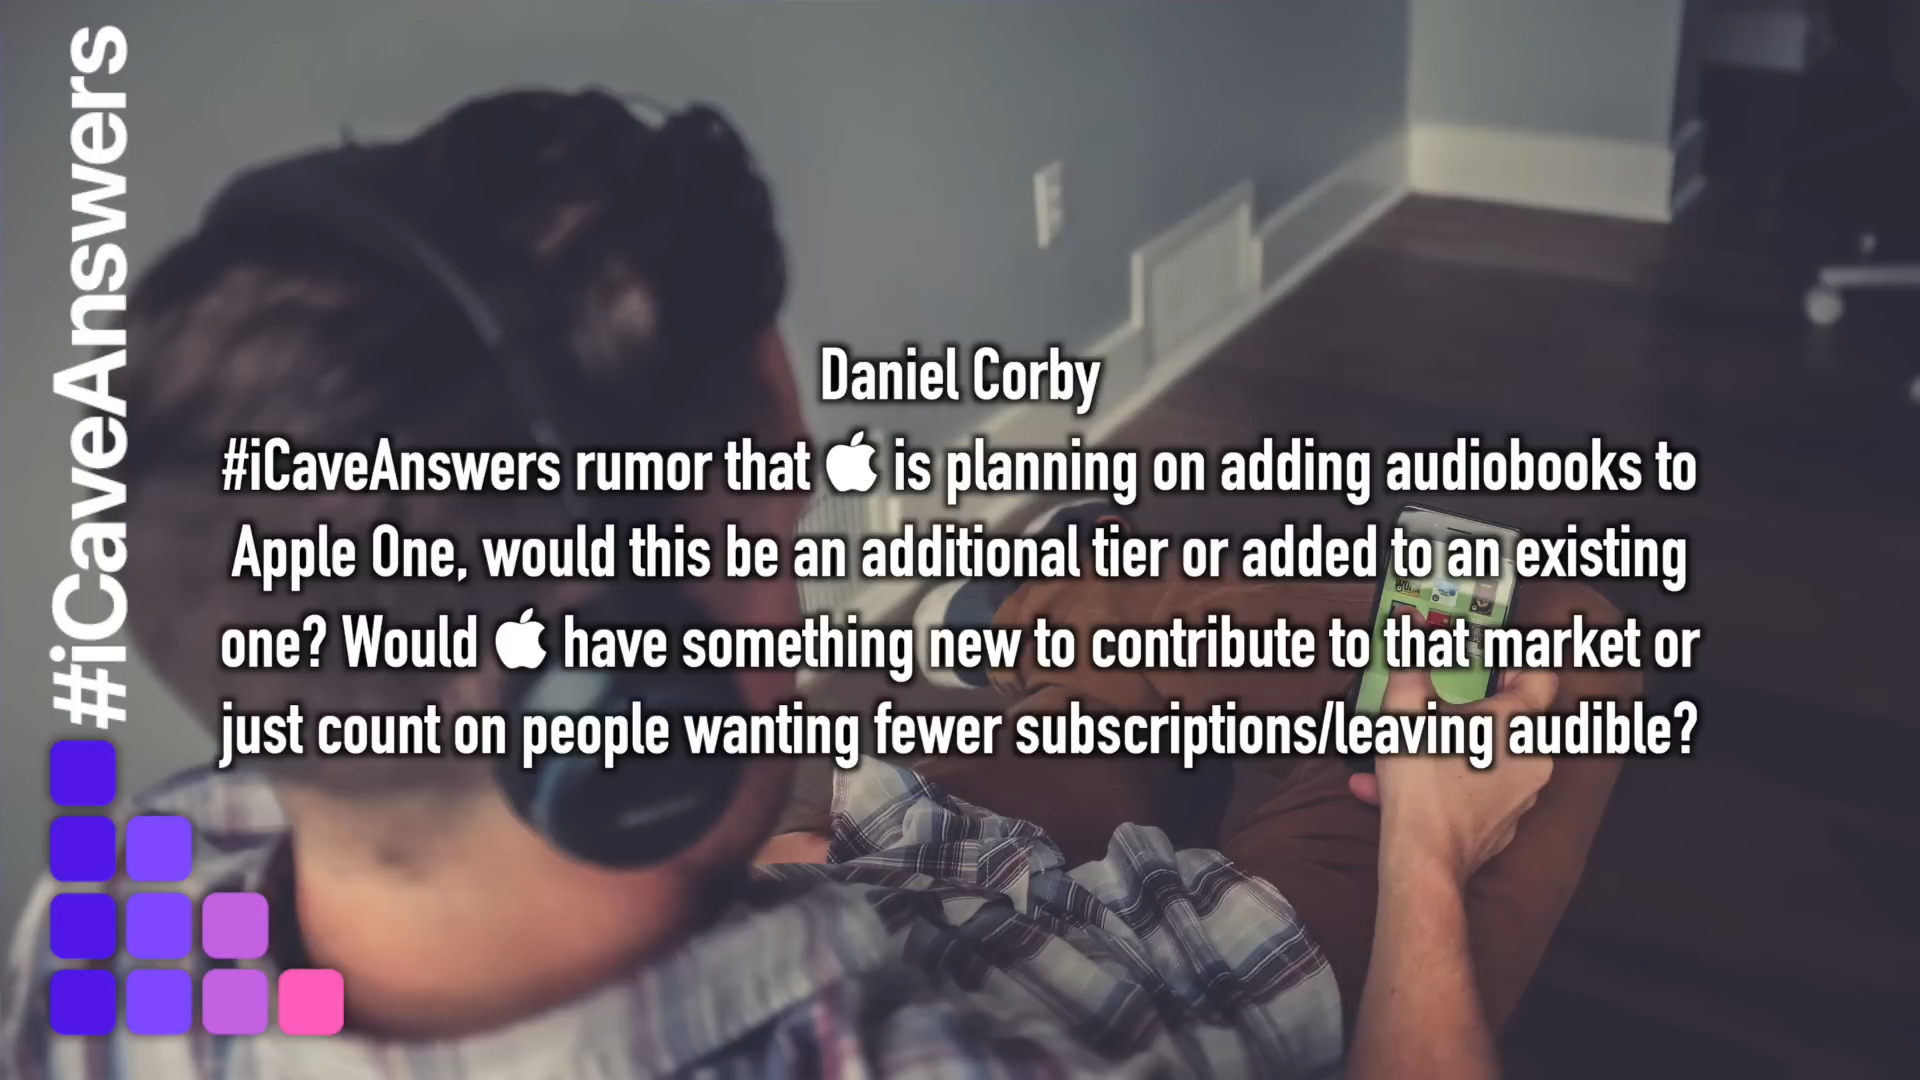 #iCaveAnswers
Daniel Corby
#iCaveAnswers rumor that  is planning on adding audiobooks to
Apple One, would this be an additional tier or added to an existing
one? Would  have something new to contribute to that market or
just count on people wanting fewer subscriptions/leaving audible?